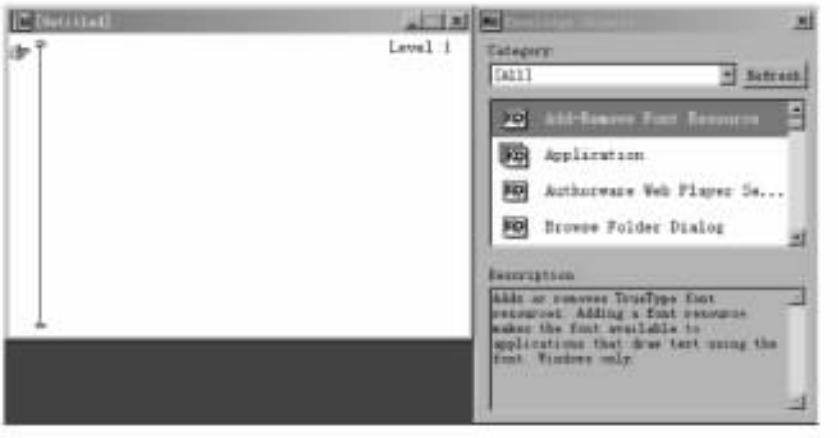 [Untitled]
Level 1
Knowledge Objects
Category:
[All]
Refresh
Add-Remove Font Resource
Application
Authorware Web Player Se...
Browse Folder Dialog
Description
Adds or removes TrueType font
resources. Adding a font resource
makes the font available to
applications that draw text using the
font. Windows only.